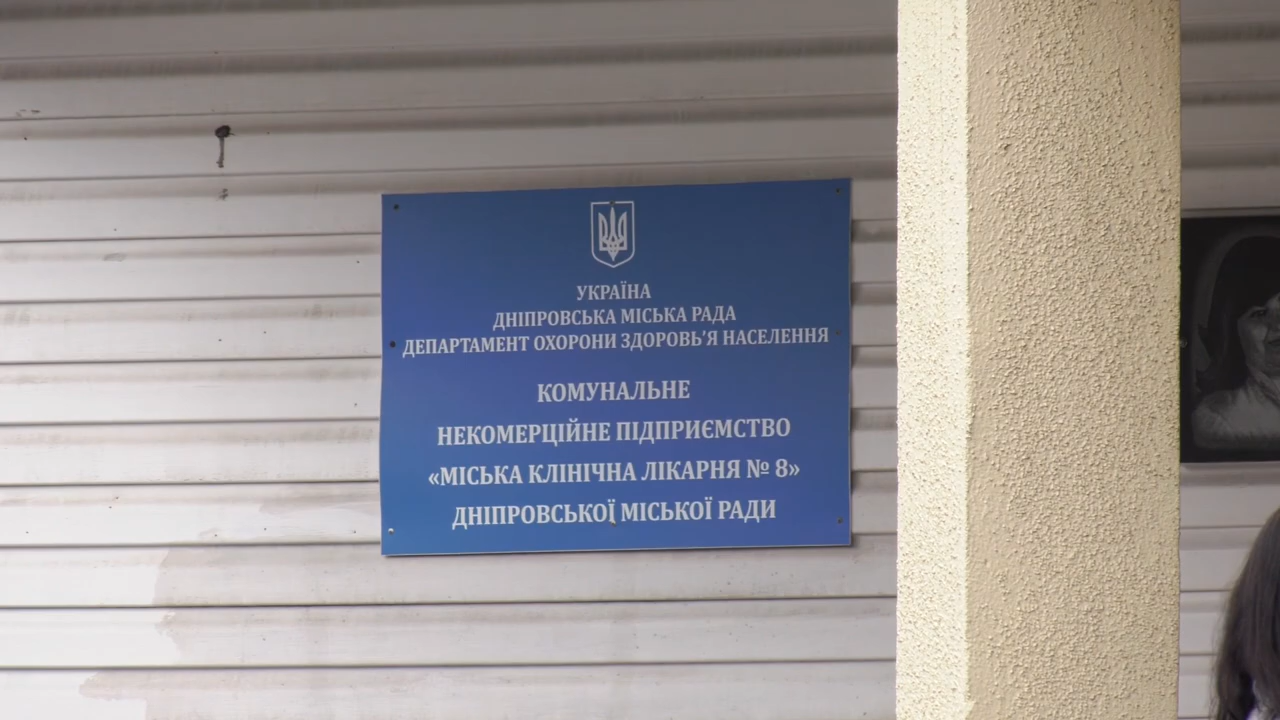 УКРАЇНА
ДНІПРОВСЬКА МІСЬКА РАДА
ДЕПАРТАМЕНТ ОХОРОНИ ЗДОРОВ'Я НАСЕЛЕННЯ
КОМУНАЛЬНЕ
НЕКОМЕРЦІЙНЕ ПІДПРИЄМСТВО
«МІСЬКА КЛІНІЧНА ЛІКАРНЯ № 8»
ДНІПРОВСЬКОЇ МІСЬКОЇ РАДИ